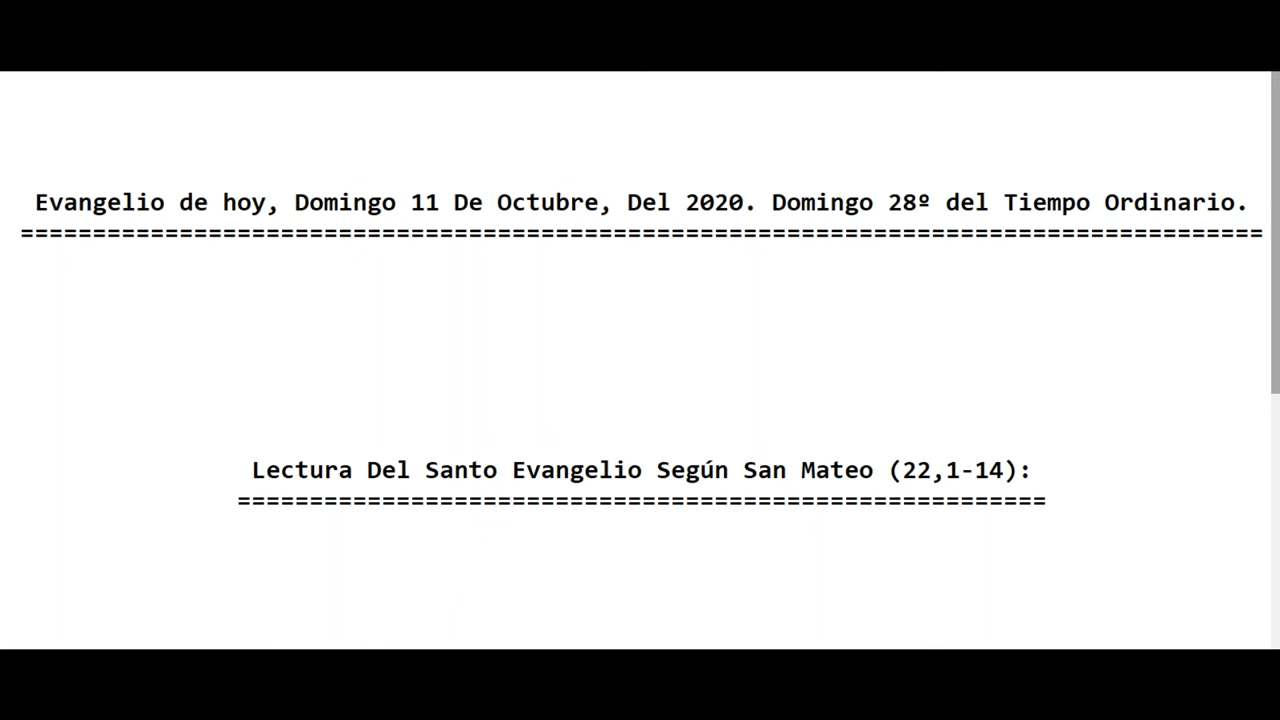 Evangelio de hoy, Domingo 11 De Octubre, Del 2020. Domingo 28º del Tiempo Ordinario.
======================================================================================
Lectura Del Santo Evangelio Según San Mateo (22,1-14):
========================================================